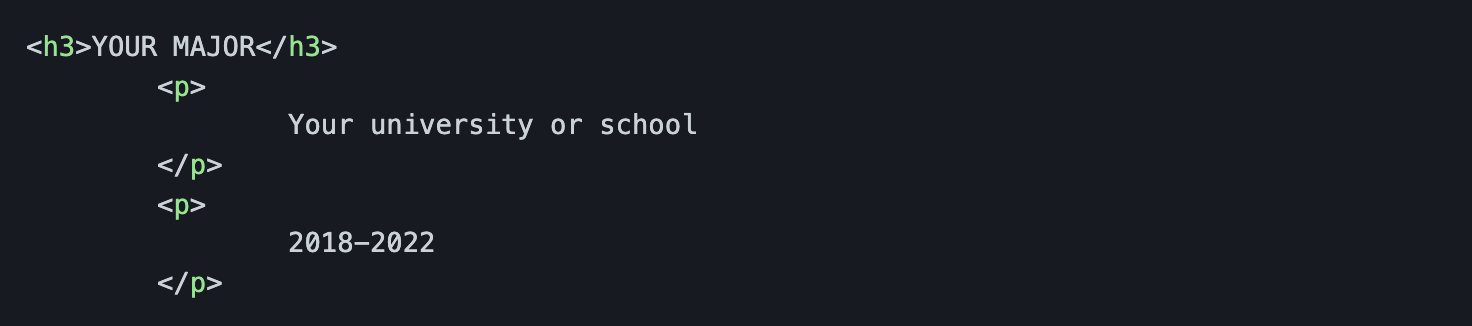 <h3>YOUR MAJOR</h3>
<p>
Your university or school
</p>
<p>
2018-2022
</p>